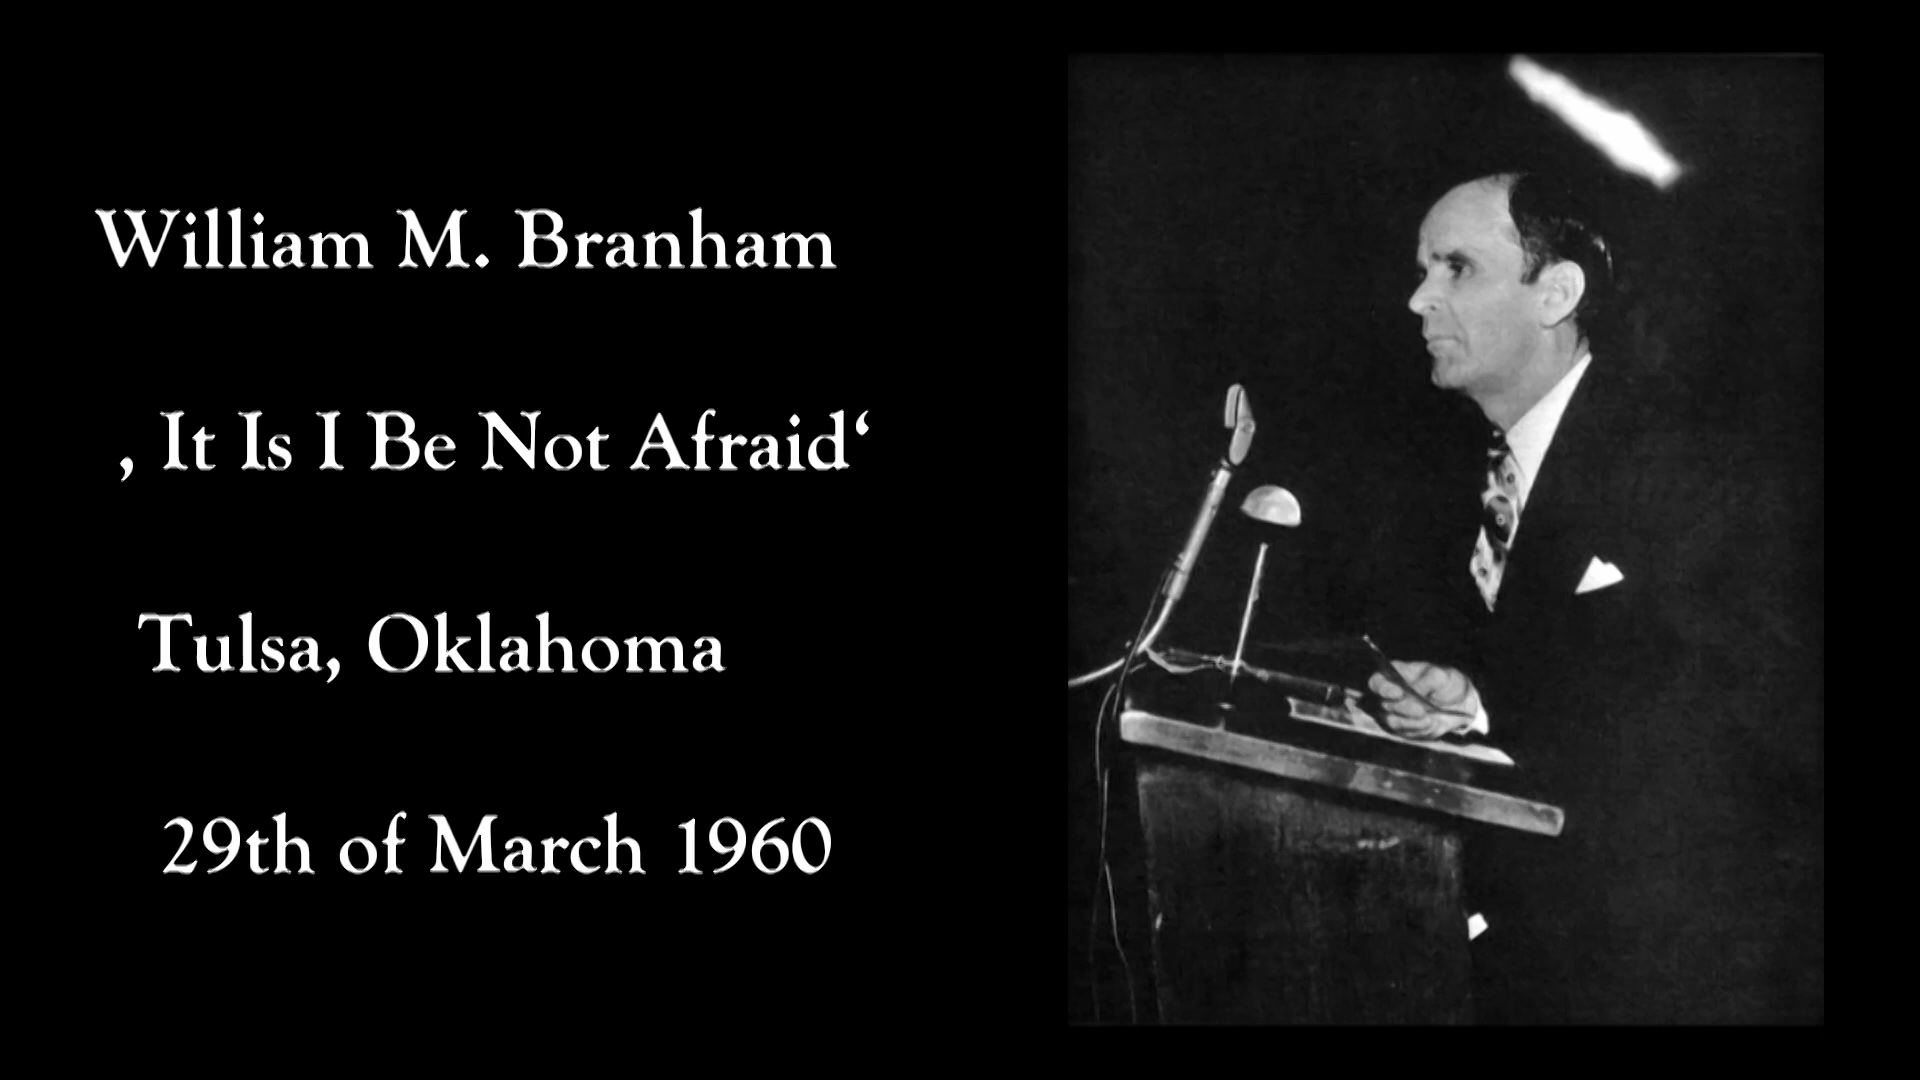 William M. Branham
‚ It Is I Be Not Afraid‘
Tulsa, Oklahoma
29th of March 1960